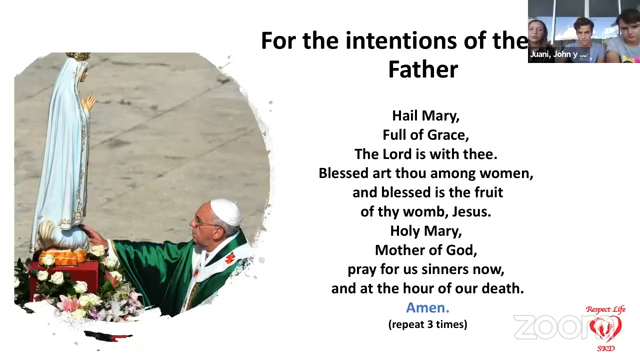 For the intentions of the
Father
Juani, John y ...
Hail Mary,
Full of Grace,
The Lord is with thee.
Blessed art thou among women,
and blessed is the fruit
of thy womb, Jesus.
Holy Mary,
Mother of God,
pray for us sinners now,
and at the hour of our death.
Amen.
(repeat 3 times)
Respect Life
zoom
SKD